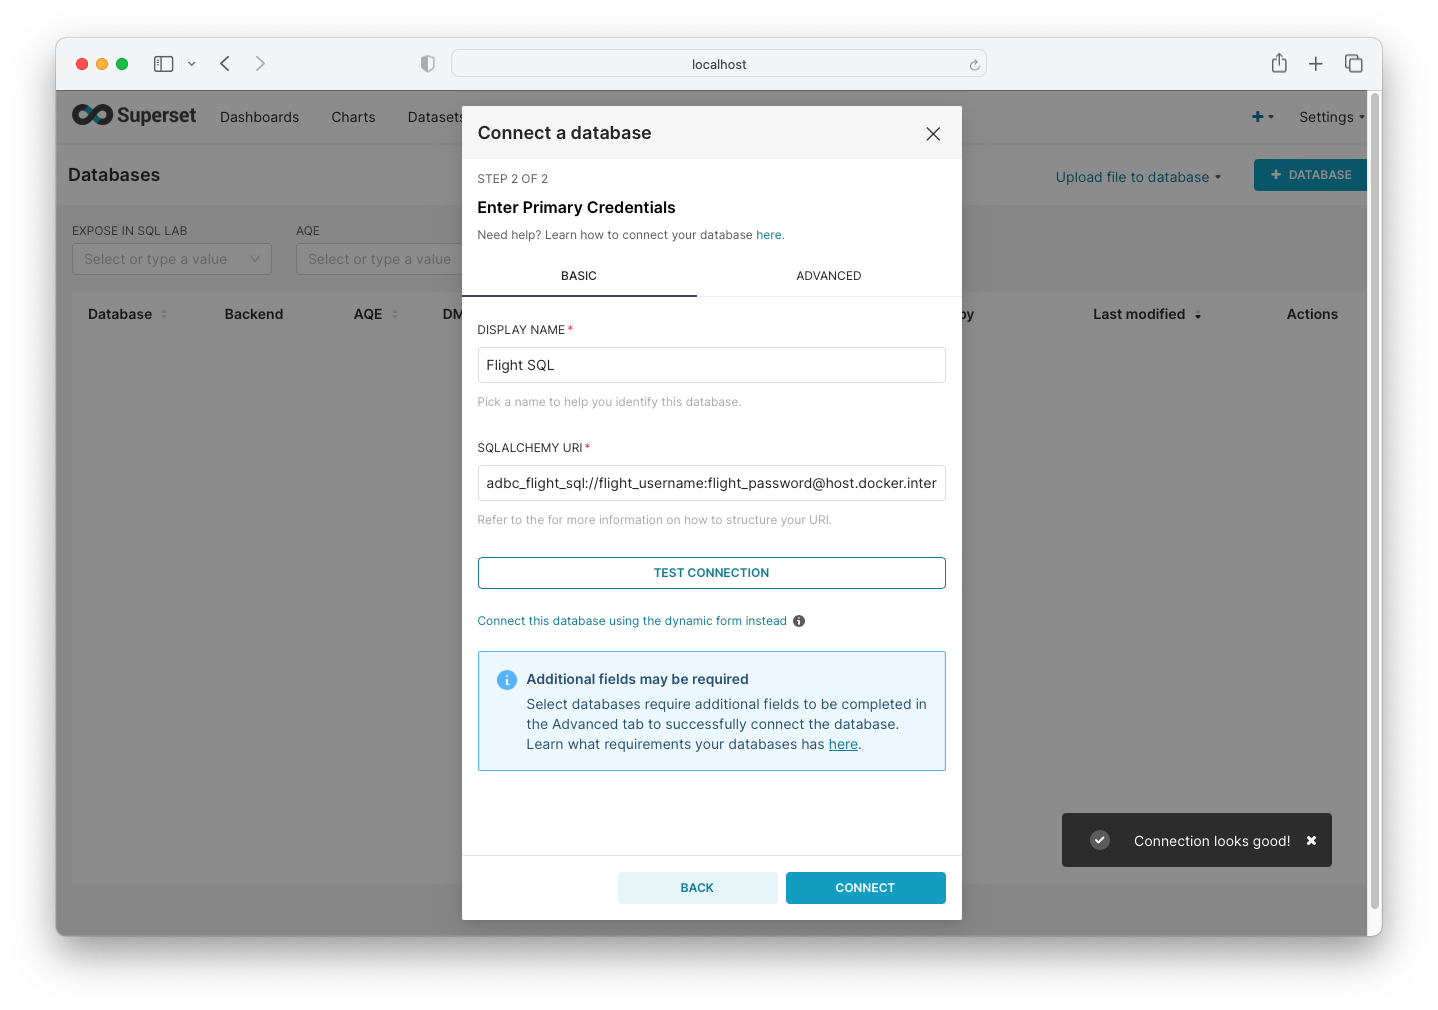 localhost
Superset
Dashboards Charts Datasets
Settings
Databases
Upload file to database
+ DATABASE
EXPOSE IN SQL LAB
AQE
Select or type a value
Select or type a value
Database Backend AQE Last modified Actions
Connect a database
STEP 2 OF 2
Enter Primary Credentials
Need help? Learn how to connect your database here.
BASIC ADVANCED
DISPLAY NAME*
Flight SQL
Pick a name to help you identify this database.
SQLALCHEMY URI*
adbc_flight_sql://flight_username:flight_password@host.docker.inter
Refer to the for more information on how to structure your URI.
TEST CONNECTION
Connect this database using the dynamic form instead
Additional fields may be required
Select databases require additional fields to be completed in
the Advanced tab to successfully connect the database.
Learn what requirements your databases has here.
Connection looks good!
BACK CONNECT